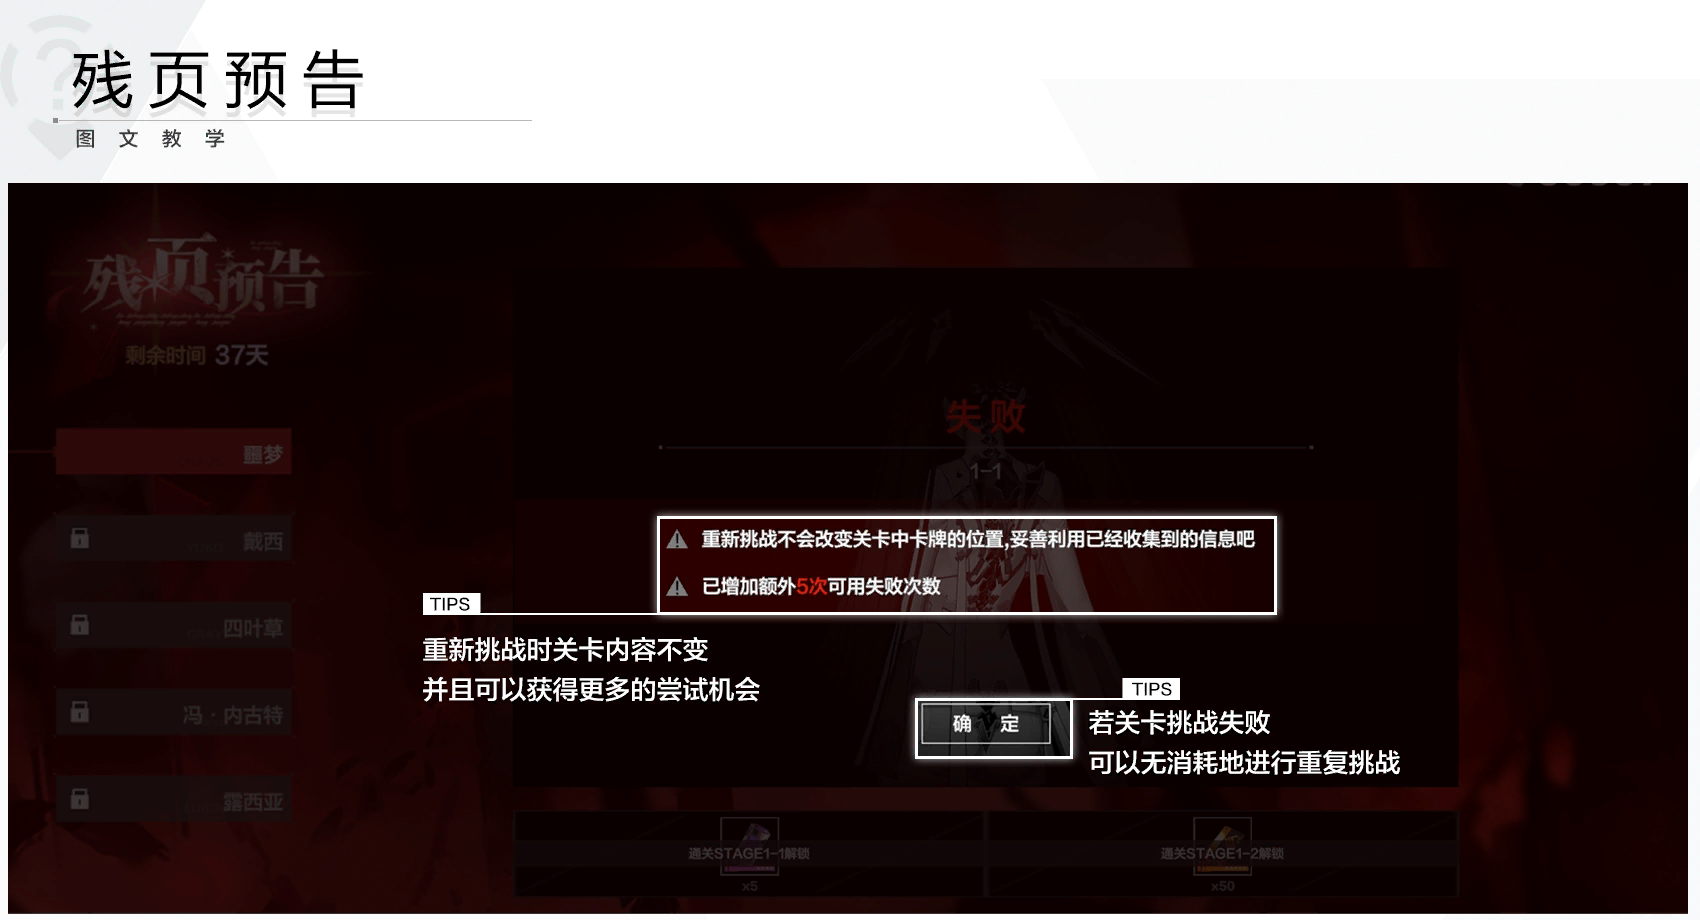 残页预告
图文教学
残页预告
剩余时间 37天
噩梦
戴西
四叶草
冯·内古特
露西亚
失败
1-1
重新挑战不会改变关卡中卡牌的位置,妥善利用已经收集到的信息吧
已增加额外5次可用失败次数
TIPS
重新挑战时关卡内容不变
并且可以获得更多的尝试机会
确 定
TIPS
若关卡挑战失败
可以无消耗地进行重复挑战
通关STAGE1-1解锁
x5
通关STAGE1-2解锁
x50